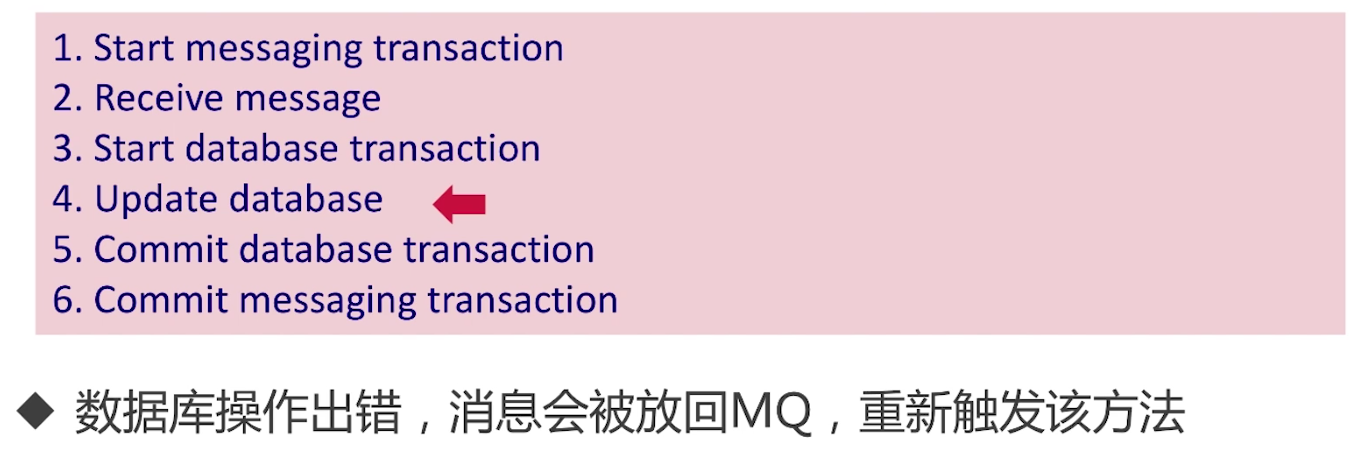 1. Start messaging transaction
2. Receive message
3. Start database transaction
4. Update database
5. Commit database transaction
6. Commit messaging transaction
◆ 数据库操作出错，消息会被放回MQ，重新触发该方法